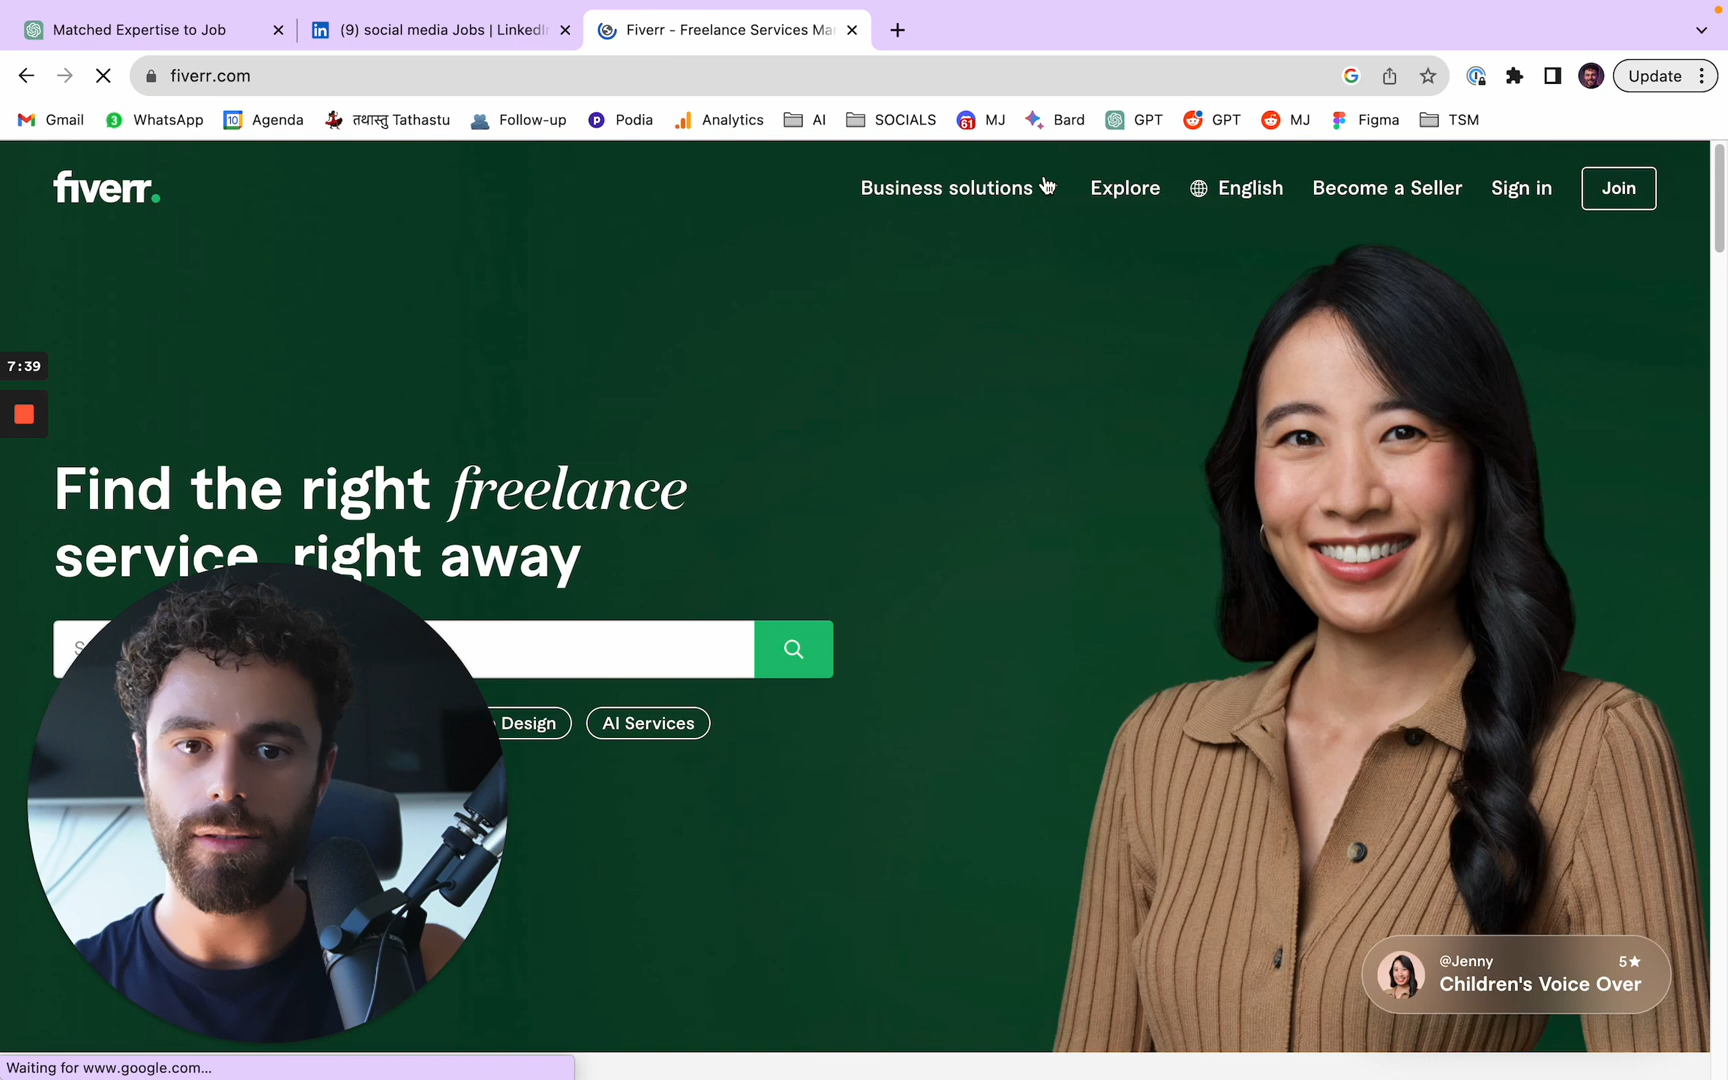 Matched Expertise to Job
(9) social media Jobs | LinkedIn
Fiverr - Freelance Services Mar
fiverr.com
Update
Gmail
WhatsApp
Agenda
तथास्तु Tathastu
Follow-up
Podia
Analytics
AI
SOCIALS
MJ
Bard
GPT
GPT
MJ
Figma
TSM
fiverr.
Business solutions
Explore
English
Become a Seller
Sign in
Join
7:39
Find the right freelance
service, right away
Design
AI Services
@Jenny
5★
Children's Voice Over
Waiting for www.google.com...